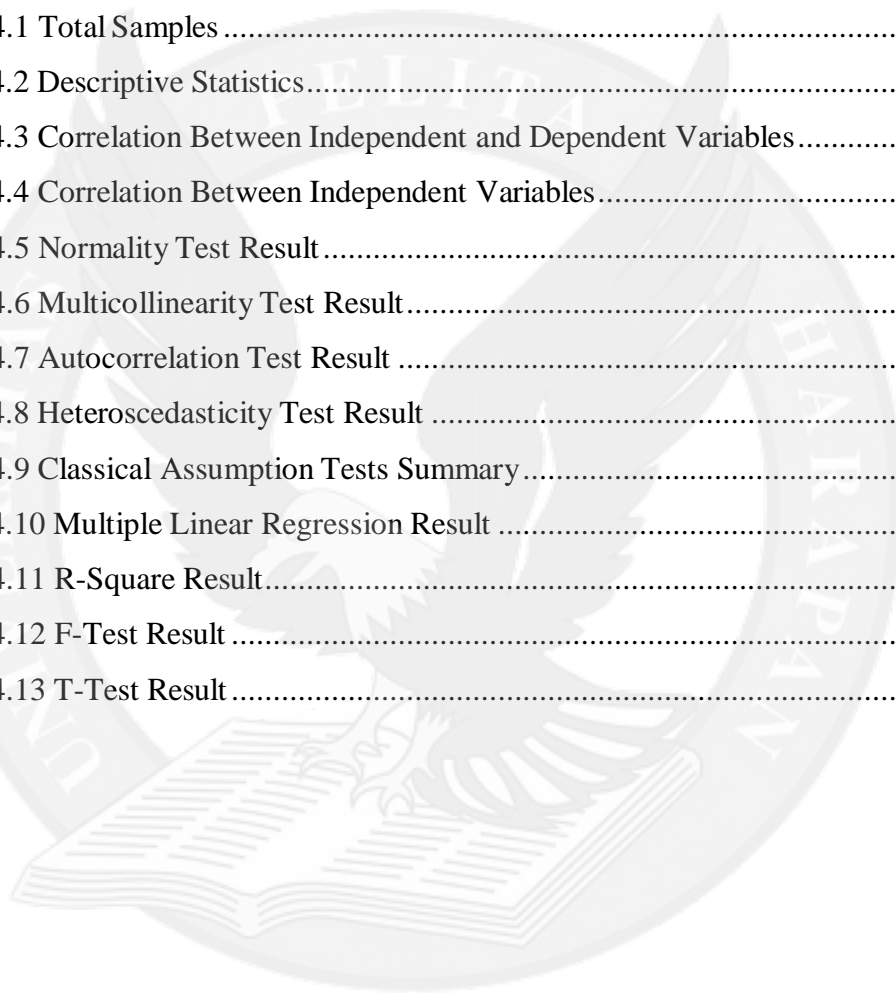 4.1 Total Samples ................................................................................
4.2 Descriptive Statistics......................................................................
4.3 Correlation Between Independent and Dependent Variables............
4.4 Correlation Between Independent Variables....................................
4.5 Normality Test Result.....................................................................
4.6 Multicollinearity Test Result...........................................................
4.7 Autocorrelation Test Result ............................................................
4.8 Heteroscedasticity Test Result ........................................................
4.9 Classical Assumption Tests Summary.............................................
4.10 Multiple Linear Regression Result ................................................
4.11 R-Square Result............................................................................
4.12 F-Test Result ................................................................................
4.13 T-Test Result ................................................................................
UNIVERSITAS PELITA HARAPAN